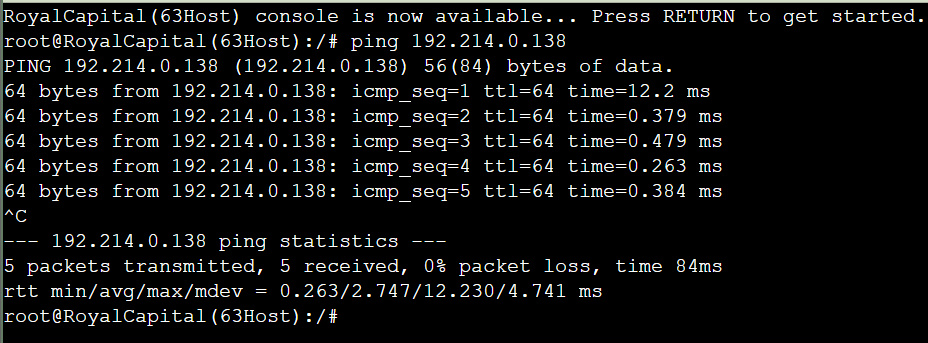 RoyalCapital(63Host) console is now available... Press RETURN to get started.
root@RoyalCapital(63Host):/# ping 192.214.0.138
PING 192.214.0.138 (192.214.0.138) 56(84) bytes of data.
64 bytes from 192.214.0.138: icmp_seq=1 ttl=64 time=12.2 ms
64 bytes from 192.214.0.138: icmp_seq=2 ttl=64 time=0.379 ms
64 bytes from 192.214.0.138: icmp_seq=3 ttl=64 time=0.479 ms
64 bytes from 192.214.0.138: icmp_seq=4 ttl=64 time=0.263 ms
64 bytes from 192.214.0.138: icmp_seq=5 ttl=64 time=0.384 ms
^C
--- 192.214.0.138 ping statistics ---
5 packets transmitted, 5 received, 0% packet loss, time 84ms
rtt min/avg/max/mdev = 0.263/2.747/12.230/4.741 ms
root@RoyalCapital(63Host):/#